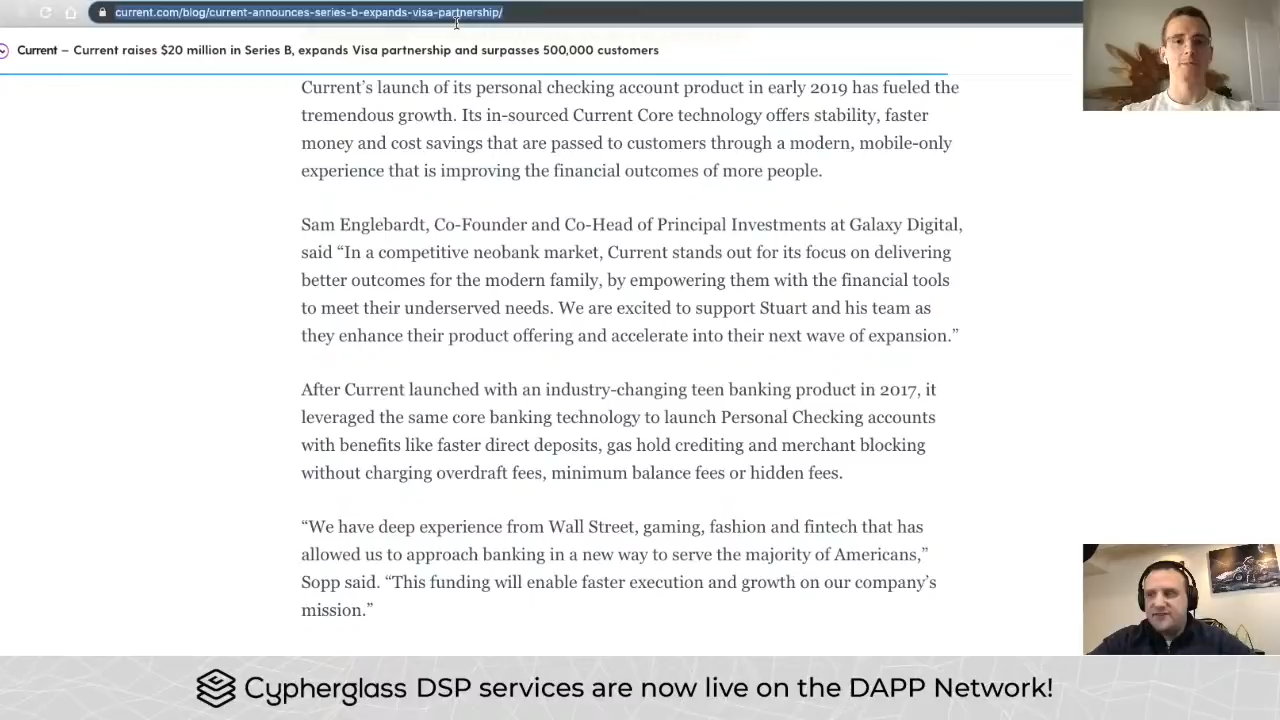 current.com/blog/current-announces-series-b-expands-visa-partnership/
Current – Current raises $20 million in Series B, expands Visa partnership and surpasses 500,000 customers
Current’s launch of its personal checking account product in early 2019 has fueled the
tremendous growth. Its in-sourced Current Core technology offers stability, faster
money and cost savings that are passed to customers through a modern, mobile-only
experience that is improving the financial outcomes of more people.
Sam Englebardt, Co-Founder and Co-Head of Principal Investments at Galaxy Digital,
said “In a competitive neobank market, Current stands out for its focus on delivering
better outcomes for the modern family, by empowering them with the financial tools
to meet their underserved needs. We are excited to support Stuart and his team as
they enhance their product offering and accelerate into their next wave of expansion.”
After Current launched with an industry-changing teen banking product in 2017, it
leveraged the same core banking technology to launch Personal Checking accounts
with benefits like faster direct deposits, gas hold crediting and merchant blocking
without charging overdraft fees, minimum balance fees or hidden fees.
“We have deep experience from Wall Street, gaming, fashion and fintech that has
allowed us to approach banking in a new way to serve the majority of Americans,”
Sopp said. “This funding will enable faster execution and growth on our company’s
mission.”
Cypherglass DSP services are now live on the DAPP Network!